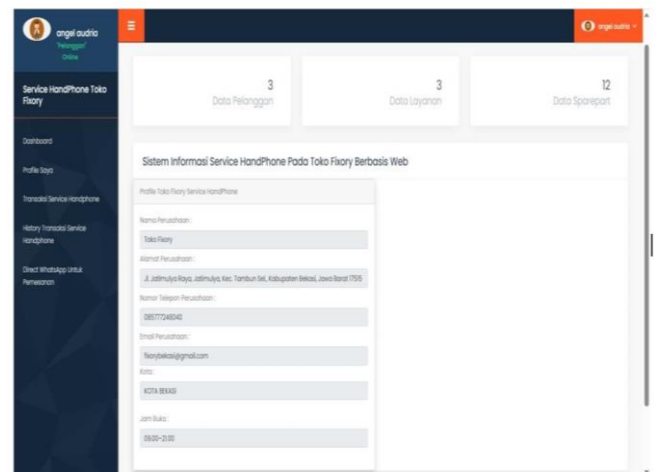 angel audria
"Pelanggan"
Online
Service HandPhone Toko
Fixory
Dashboard
Profile Saya
Transaksi Service Handphone
History Transaksi Service
Handphone
Direct WhatsApp Untuk
Pemesanan
angel audria
3
Data Pelanggan
3
Data Layanan
12
Data Sparepart
Sistem Informasi Service HandPhone Pada Toko Fixory Berbasis Web
Profile Toko Fixory Service HandPhone
Nama Perusahaan :
Toko Fixory
Alamat Perusahaan :
Jl. Jatimulya Raya, Jatimulya, Kec. Tambun Sel., Kabupaten Bekasi, Jawa Barat 17515
Nomor Telepon Perusahaan :
085777248040
Email Perusahaan :
fixorybekasi@gmail.com
Kota :
KOTA BEKASI
Jam Buka :
09.00-21.00